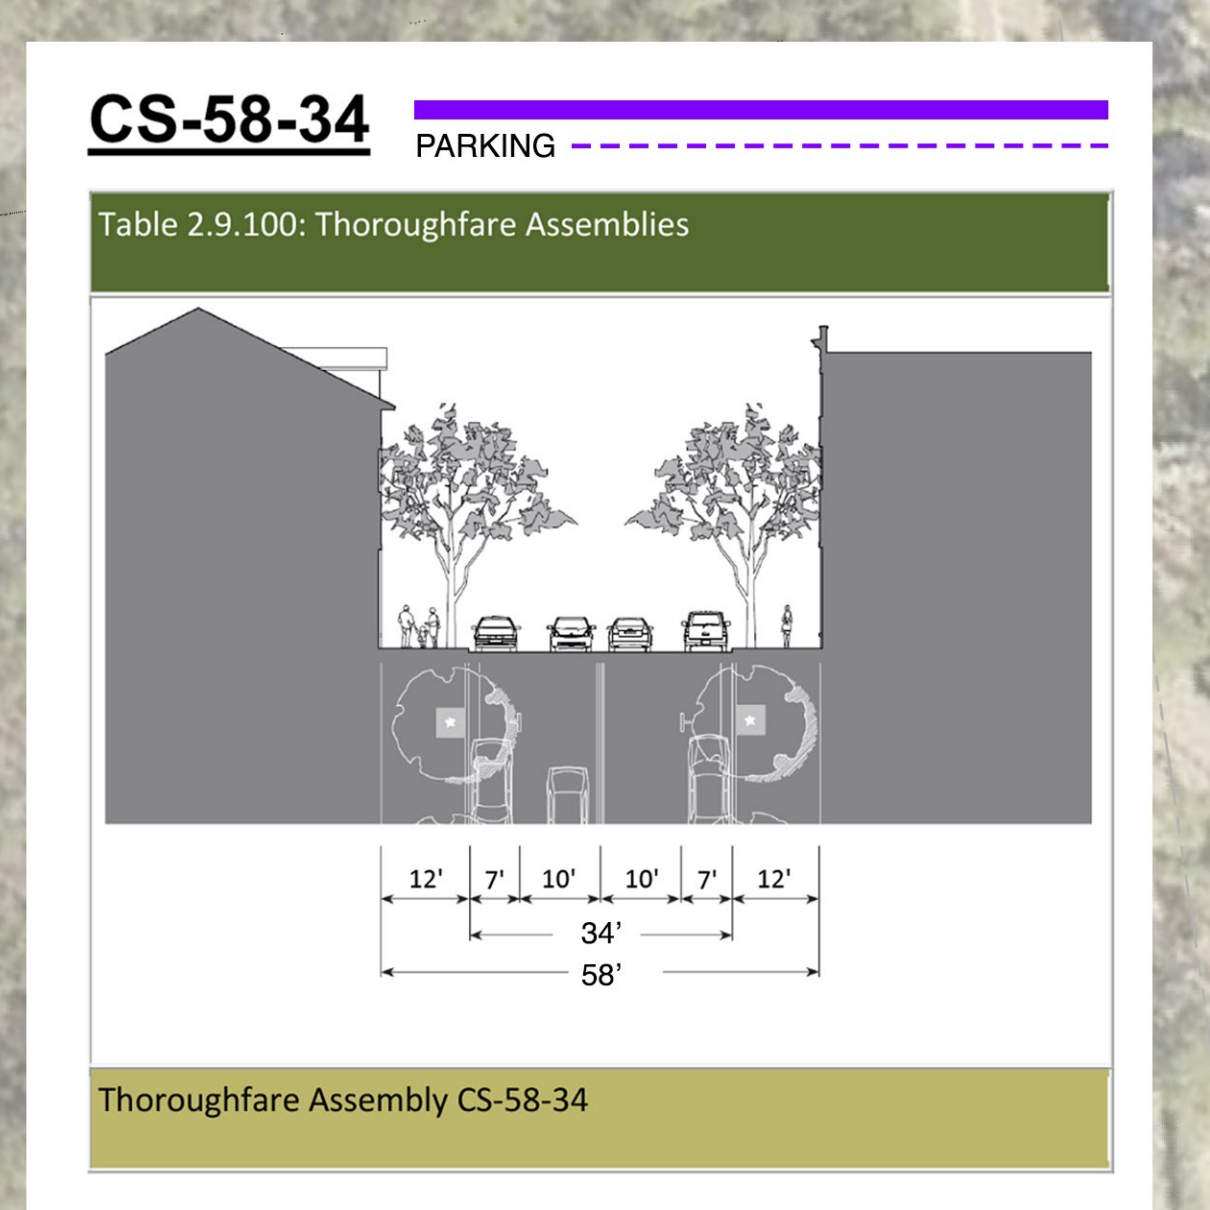 CS-58-34
PARKING
Table 2.9.100: Thoroughfare Assemblies
12' 7' 10' 10' 7' 12'
34’
58’
Thoroughfare Assembly CS-58-34